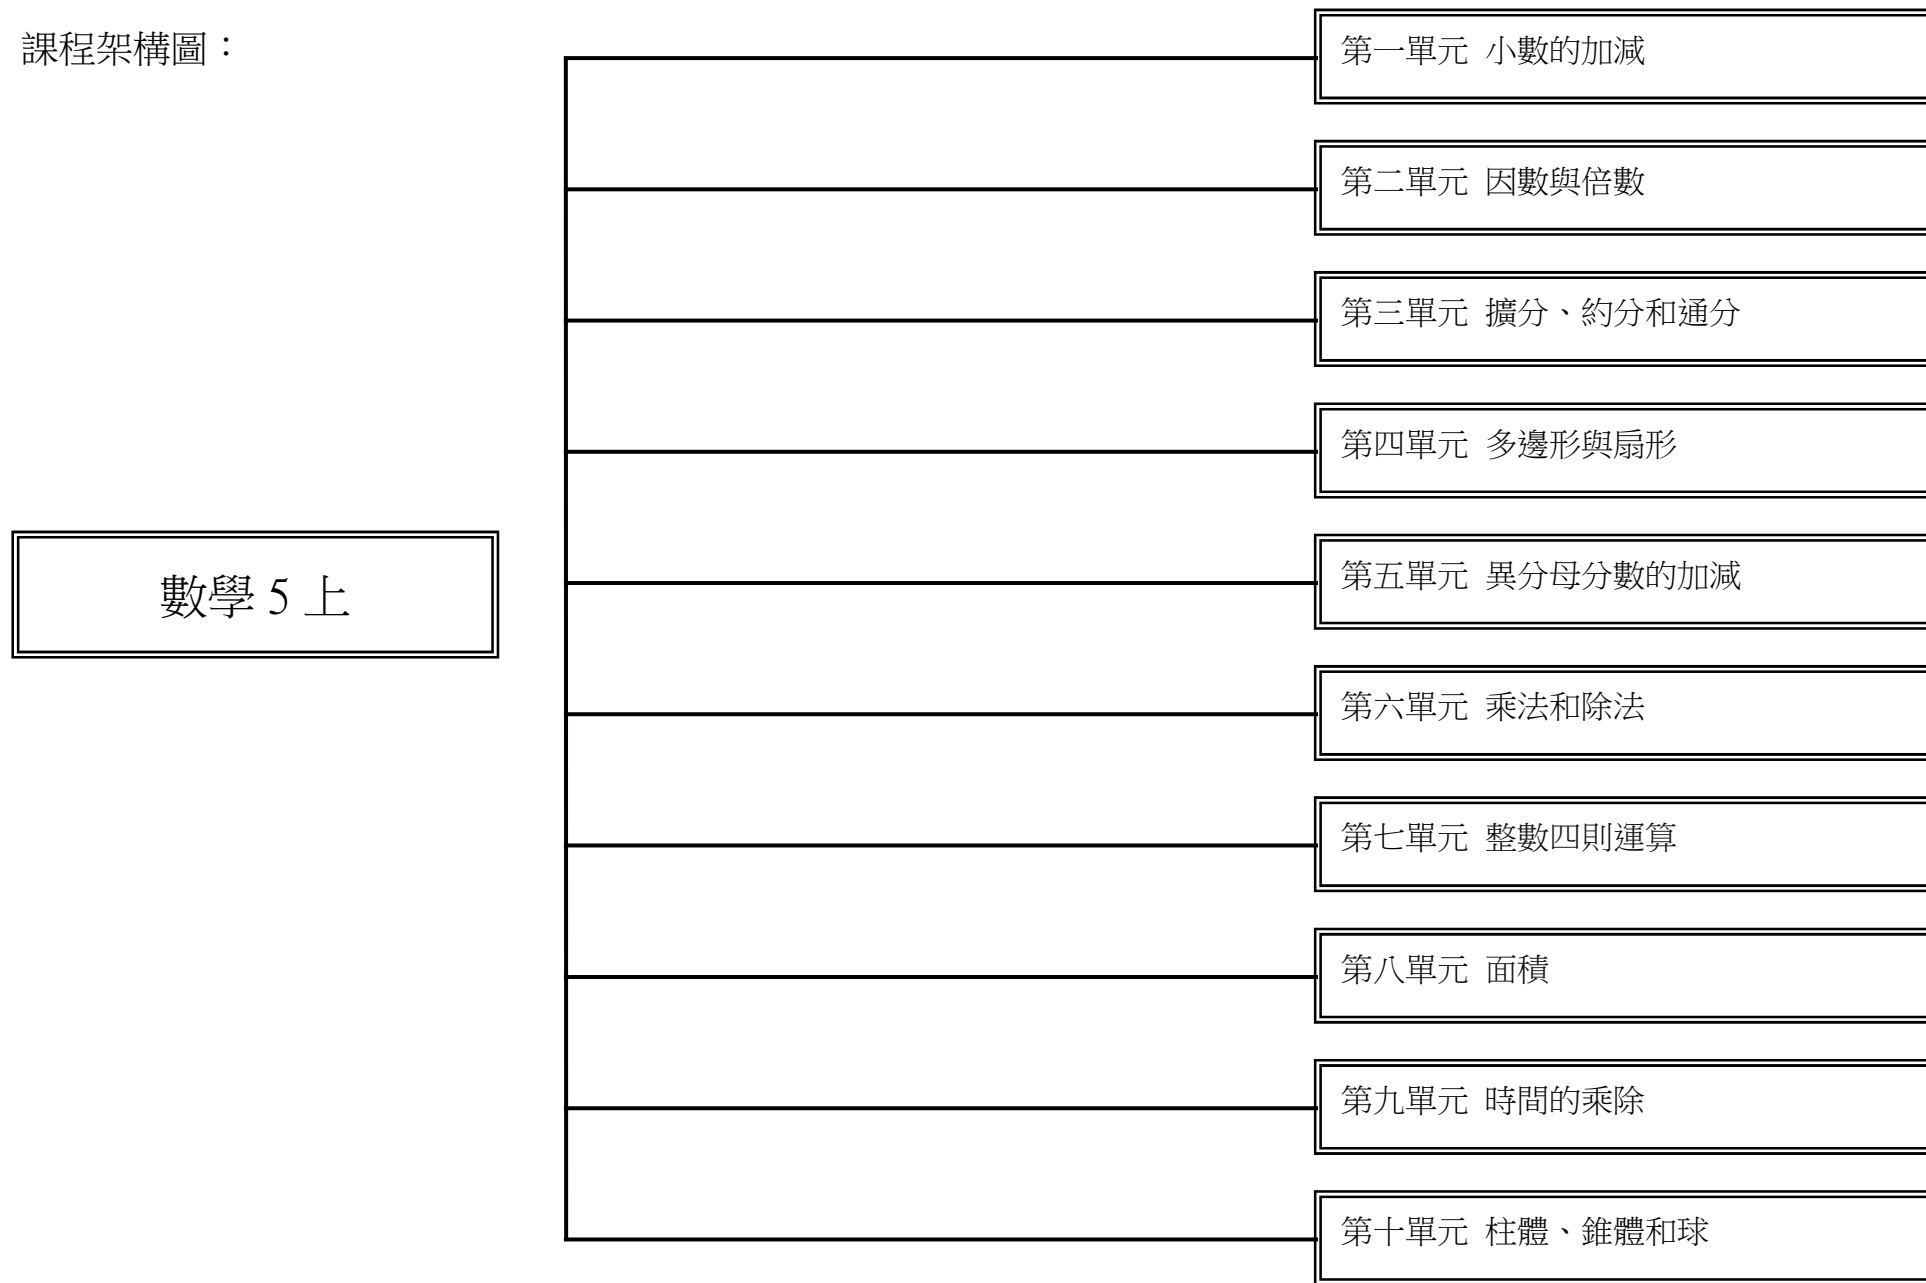 課程架構圖：
第一單元 小數的加減
第二單元 因數與倍數
第三單元 擴分、約分和通分
第四單元 多邊形與扇形
數學 5 上
第五單元 異分母分數的加減
第六單元 乘法和除法
第七單元 整數四則運算
第八單元 面積
第九單元 時間的乘除
第十單元 柱體、錐體和球